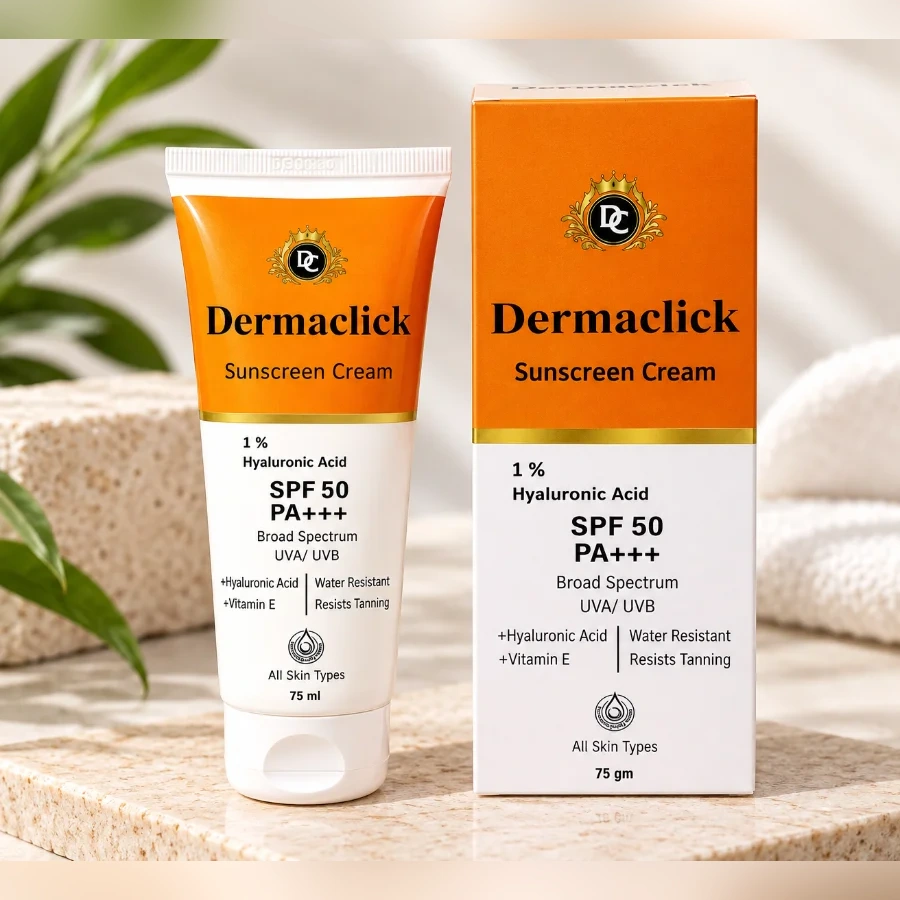 DC
Dermaclick
Sunscreen Cream
1 %
Hyaluronic Acid
SPF 50
PA+++
Broad Spectrum
UVA/ UVB
+Hyaluronic Acid | Water Resistant
+Vitamin E | Resists Tanning
All Skin Types
75 ml
Dermaclick
DC
Dermaclick
Sunscreen Cream
1 %
Hyaluronic Acid
SPF 50
PA+++
Broad Spectrum
UVA/ UVB
+Hyaluronic Acid | Water Resistant
+Vitamin E | Resists Tanning
All Skin Types
75 gm